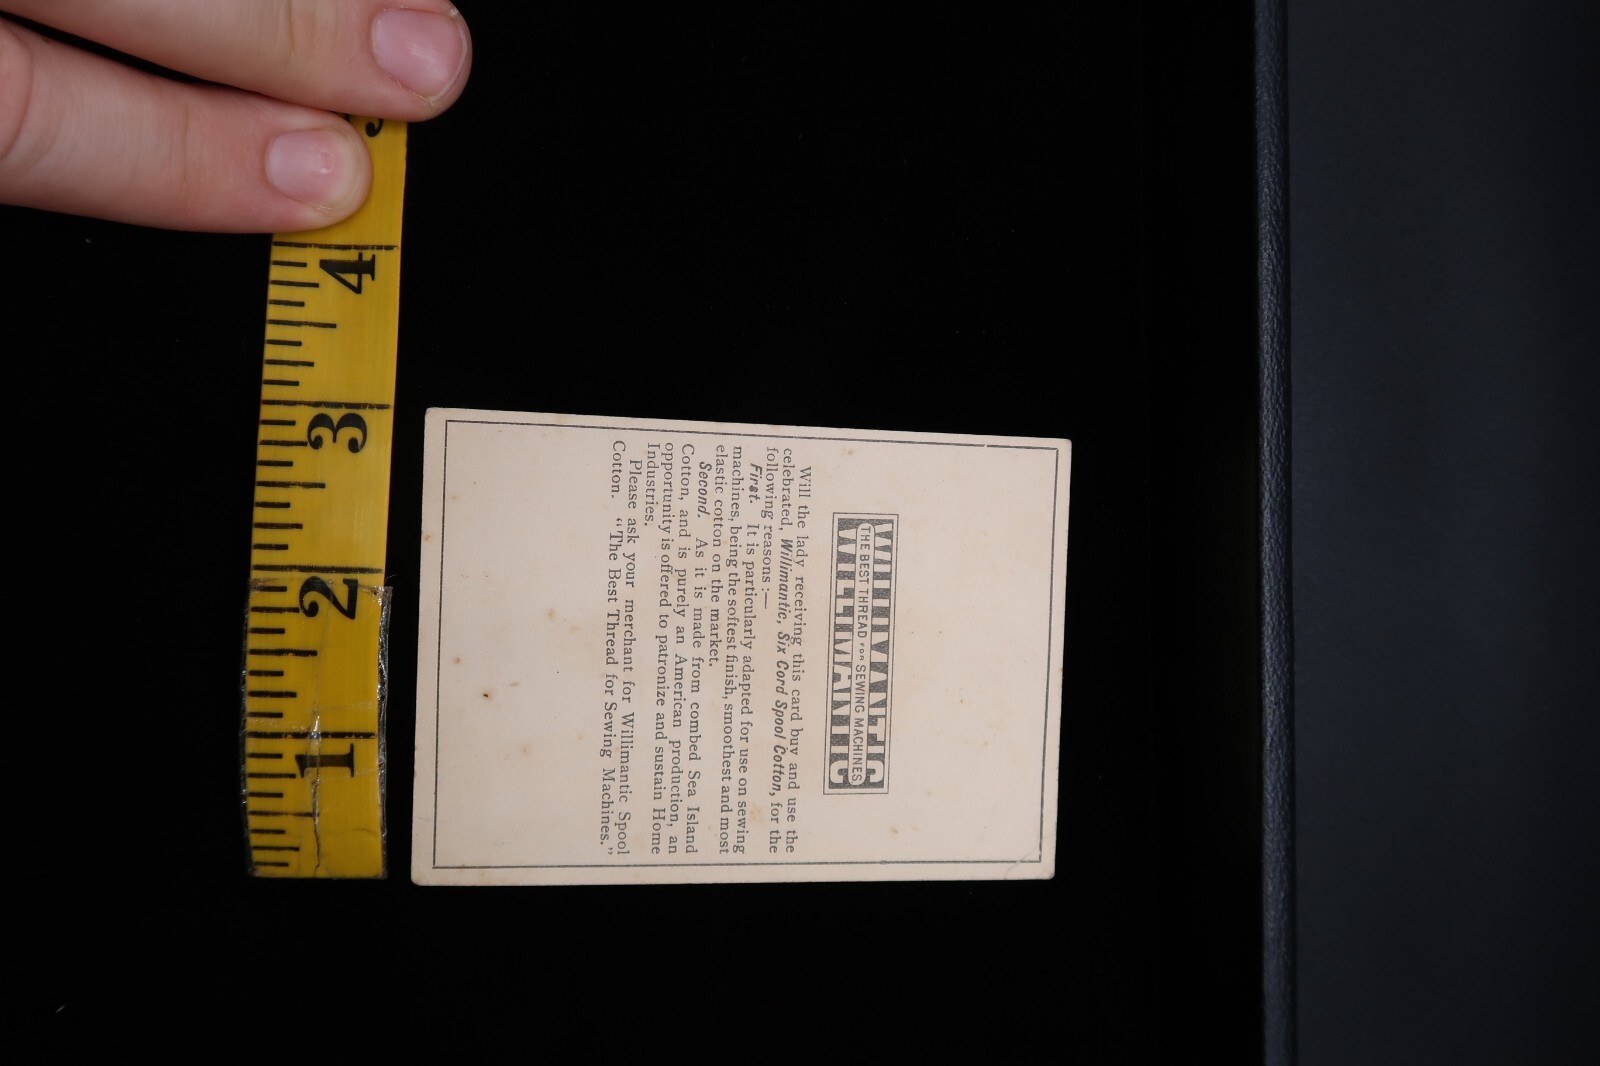 WILLIMANTIC
THE BEST THREAD FOR SEWING MACHINES
Will the lady receiving this card buy and use the
celebrated, Willimantic, Six Cord Spool Cotton, for the
following reasons :—
First. It is particularly adapted for use on sewing
machines, being the softest finish, smoothest and most
elastic cotton on the market.
Second. As it is made from combed Sea Island
Cotton, and is purely an American production, an
opportunity is offered to patronize and sustain Home
Industries.
Please ask your merchant for Willimantic Spool
Cotton. "The Best Thread for Sewing Machines."
1
2
3
4
5